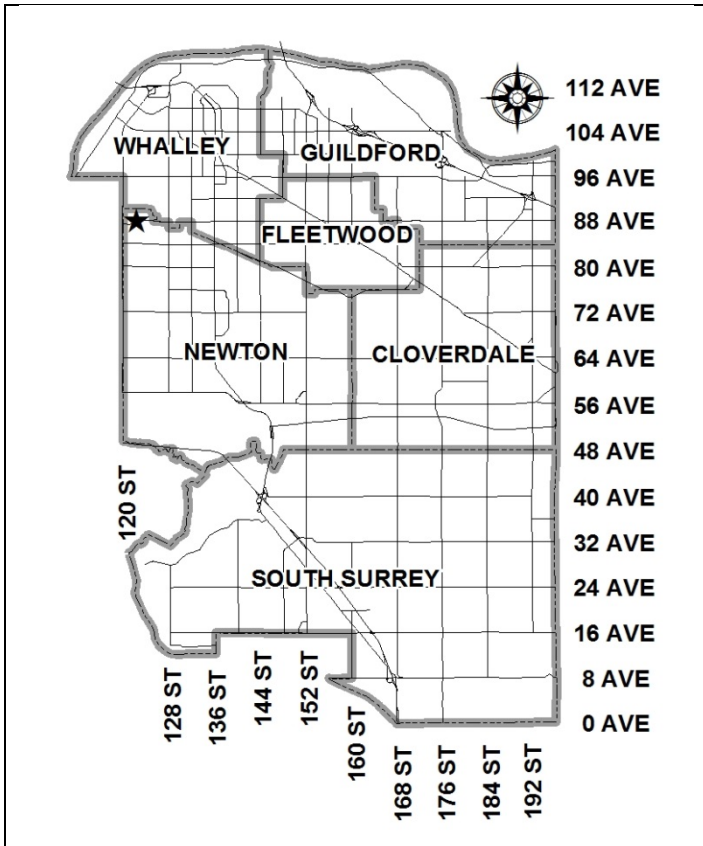 112 AVE
104 AVE
WHALLEY
GUILDFORD
96 AVE
88 AVE
FLEETWOOD
80 AVE
72 AVE
NEWTON
CLOVERDALE
64 AVE
56 AVE
48 AVE
120 ST
40 AVE
32 AVE
SOUTH SURREY
24 AVE
16 AVE
8 AVE
0 AVE
128 ST
136 ST
144 ST
152 ST
160 ST
168 ST
176 ST
184 ST
192 ST